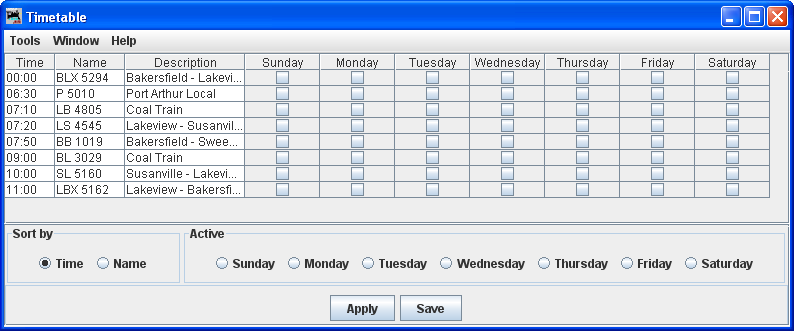 Timetable
Tools Window Help
Time Name Description Sunday Monday Tuesday Wednesday Thursday Friday Saturday
00:00 BLX 5294 Bakersfield - Lakevi...
06:30 P 5010 Port Arthur Local
07:10 LB 4805 Coal Train
07:20 LS 4545 Lakeview - Susanvil...
07:50 BB 1019 Bakersfield - Swee...
09:00 BL 3029 Coal Train
10:00 SL 5160 Susanville - Lakevi...
11:00 LBX 5162 Lakeview - Bakersfi...
Sort by Active
Time Name Sunday Monday Tuesday Wednesday Thursday Friday Saturday
Apply Save